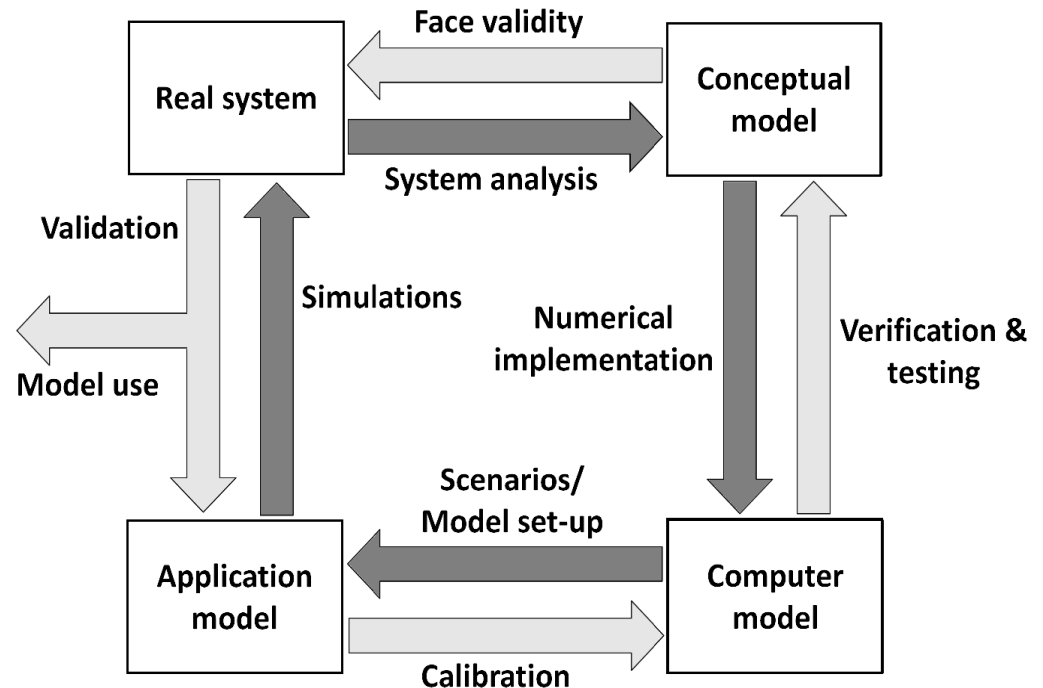 Face validity
Real system
Conceptual
model
System analysis
Validation
Simulations
Numerical
implementation
Verification &
testing
Model use
Scenarios/
Model set-up
Application
model
Computer
model
Calibration